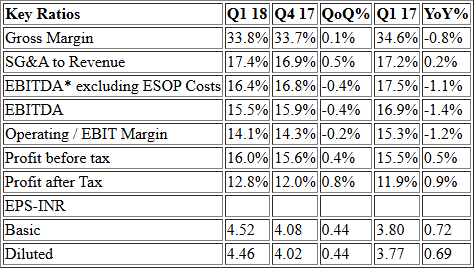 Key Ratios Q1 18 Q4 17 QoQ% Q1 17 YoY%
Gross Margin 33.8% 33.7% 0.1% 34.6% -0.8%
SG&A to Revenue 17.4% 16.9% 0.5% 17.2% 0.2%
EBITDA* excluding ESOP Costs 16.4% 16.8% -0.4% 17.5% -1.1%
EBITDA 15.5% 15.9% -0.4% 16.9% -1.4%
Operating / EBIT Margin 14.1% 14.3% -0.2% 15.3% -1.2%
Profit before tax 16.0% 15.6% 0.4% 15.5% 0.5%
Profit after Tax 12.8% 12.0% 0.8% 11.9% 0.9%
EPS-INR
Basic 4.52 4.08 0.44 3.80 0.72
Diluted 4.46 4.02 0.44 3.77 0.69